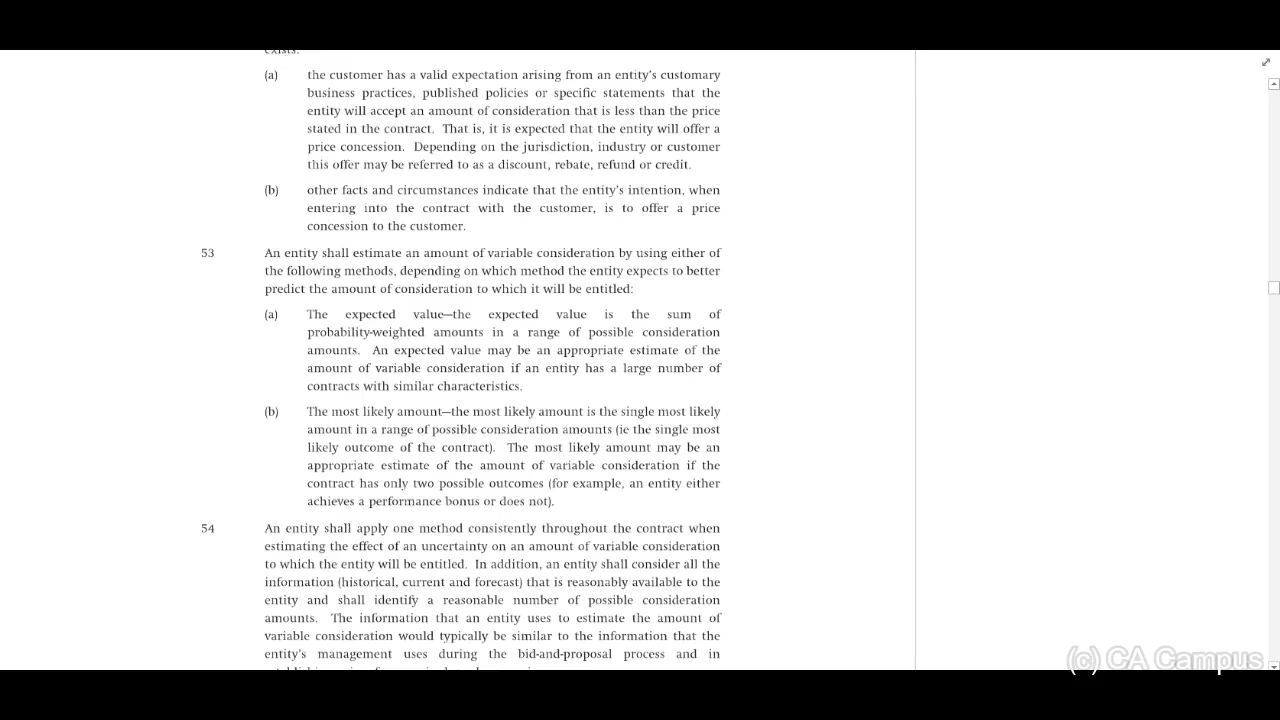 exists.
(a) the customer has a valid expectation arising from an entity's customary
business practices, published policies or specific statements that the
entity will accept an amount of consideration that is less than the price
stated in the contract. That is, it is expected that the entity will offer a
price concession. Depending on the jurisdiction, industry or customer
this offer may be referred to as a discount, rebate, refund or credit.
(b) other facts and circumstances indicate that the entity's intention, when
entering into the contract with the customer, is to offer a price
concession to the customer.
53 An entity shall estimate an amount of variable consideration by using either of
the following methods, depending on which method the entity expects to better
predict the amount of consideration to which it will be entitled:
(a) The expected value—the expected value is the sum of
probability-weighted amounts in a range of possible consideration
amounts. An expected value may be an appropriate estimate of the
amount of variable consideration if an entity has a large number of
contracts with similar characteristics.
(b) The most likely amount—the most likely amount is the single most likely
amount in a range of possible consideration amounts (ie the single most
likely outcome of the contract). The most likely amount may be an
appropriate estimate of the amount of variable consideration if the
contract has only two possible outcomes (for example, an entity either
achieves a performance bonus or does not).
54 An entity shall apply one method consistently throughout the contract when
estimating the effect of an uncertainty on an amount of variable consideration
to which the entity will be entitled. In addition, an entity shall consider all the
information (historical, current and forecast) that is reasonably available to the
entity and shall identify a reasonable number of possible consideration
amounts. The information that an entity uses to estimate the amount of
variable consideration would typically be similar to the information that the
entity's management uses during the bid-and-proposal process and in
(c) CA Campus